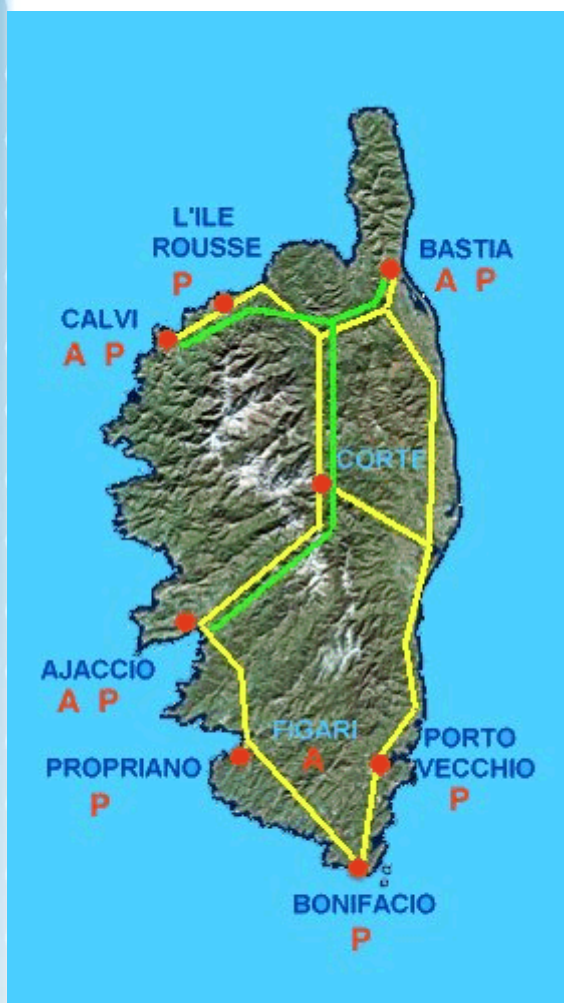 L'ILE
ROUSSE
P
BASTIA
A P
CALVI
A P
CORTE
AJACCIO
A P
FIGARI
A
PORTO
VECCHIO
P
PROPRIANO
P
BONIFACIO
P